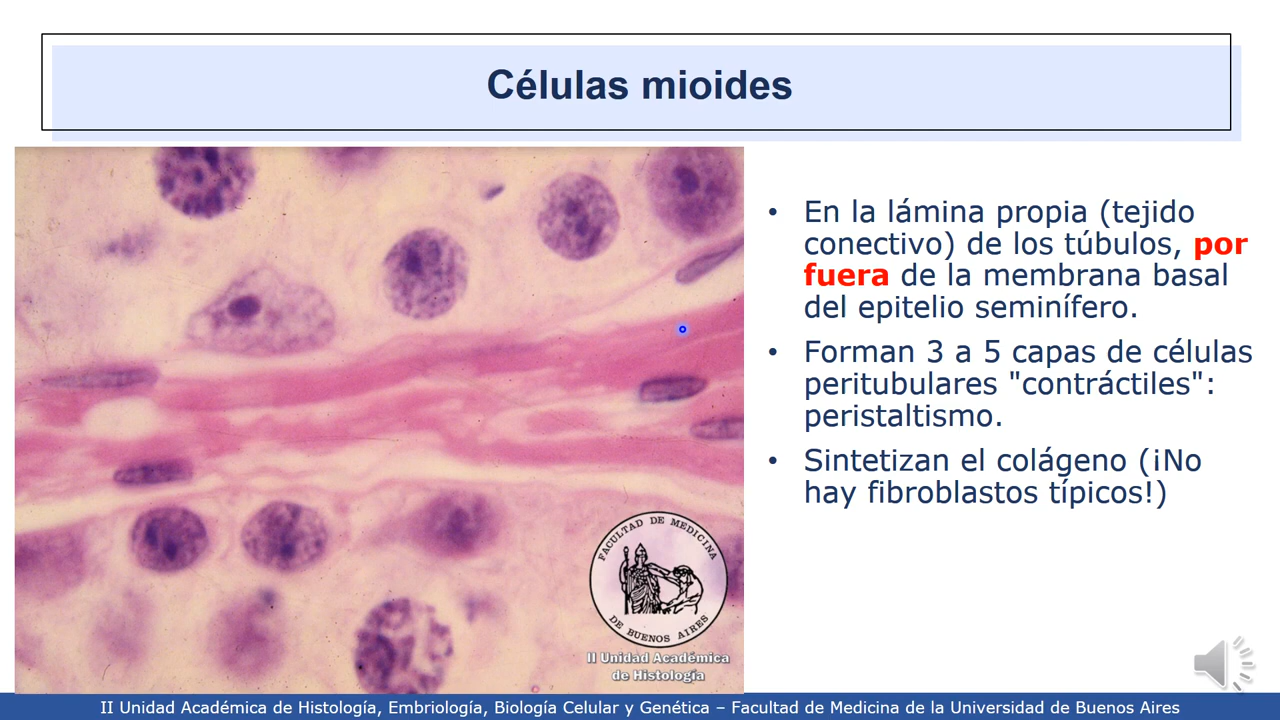 Células mioides
• En la lámina propia (tejido
conectivo) de los túbulos, por
fuera de la membrana basal
del epitelio seminífero.
• Forman 3 a 5 capas de células
peritubulares "contráctiles":
peristaltismo.
• Sintetizan el colágeno (¡No
hay fibroblastos típicos!)
FACULTAD DE MEDICINA
DE BUENOS AIRES
II Unidad Académica
de Histología
II Unidad Académica de Histología, Embriología, Biología Celular y Genética – Facultad de Medicina de la Universidad de Buenos Aires